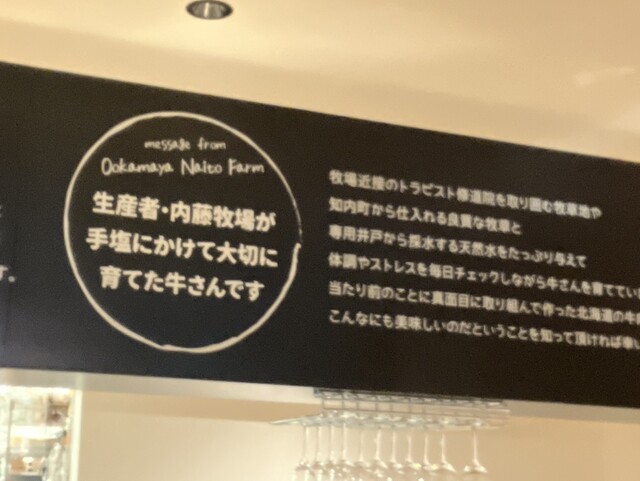 message from
Ookamaya Naito Farm
生産者・内藤牧場が
手塩にかけて大切に
育てた牛さんです
牧場近接のトラピスト修道院を取り囲む牧草地や
知内町から仕入れる良質な牧草と
専用井戸から採水する天然水をたっぷり与えて
体調やストレスを毎日チェックしながら牛さんを育ててい
当たり前のことに真面目に取り組んで作った北海道の牛
こんなにも美味しいのだということを知って頂ければ幸い
す。